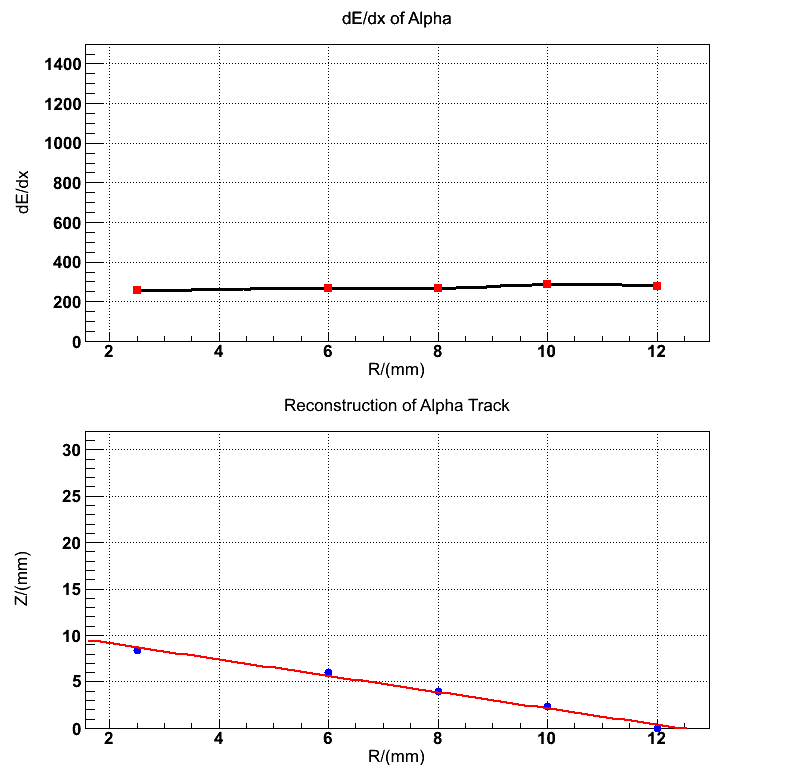 dE/dx of Alpha
1400
1200
1000
800
600
400
200
0
dE/dx
2 4 6 8 10 12
R/(mm)
Reconstruction of Alpha Track
30
25
20
15
10
5
0
Z/(mm)
2 4 6 8 10 12
R/(mm)